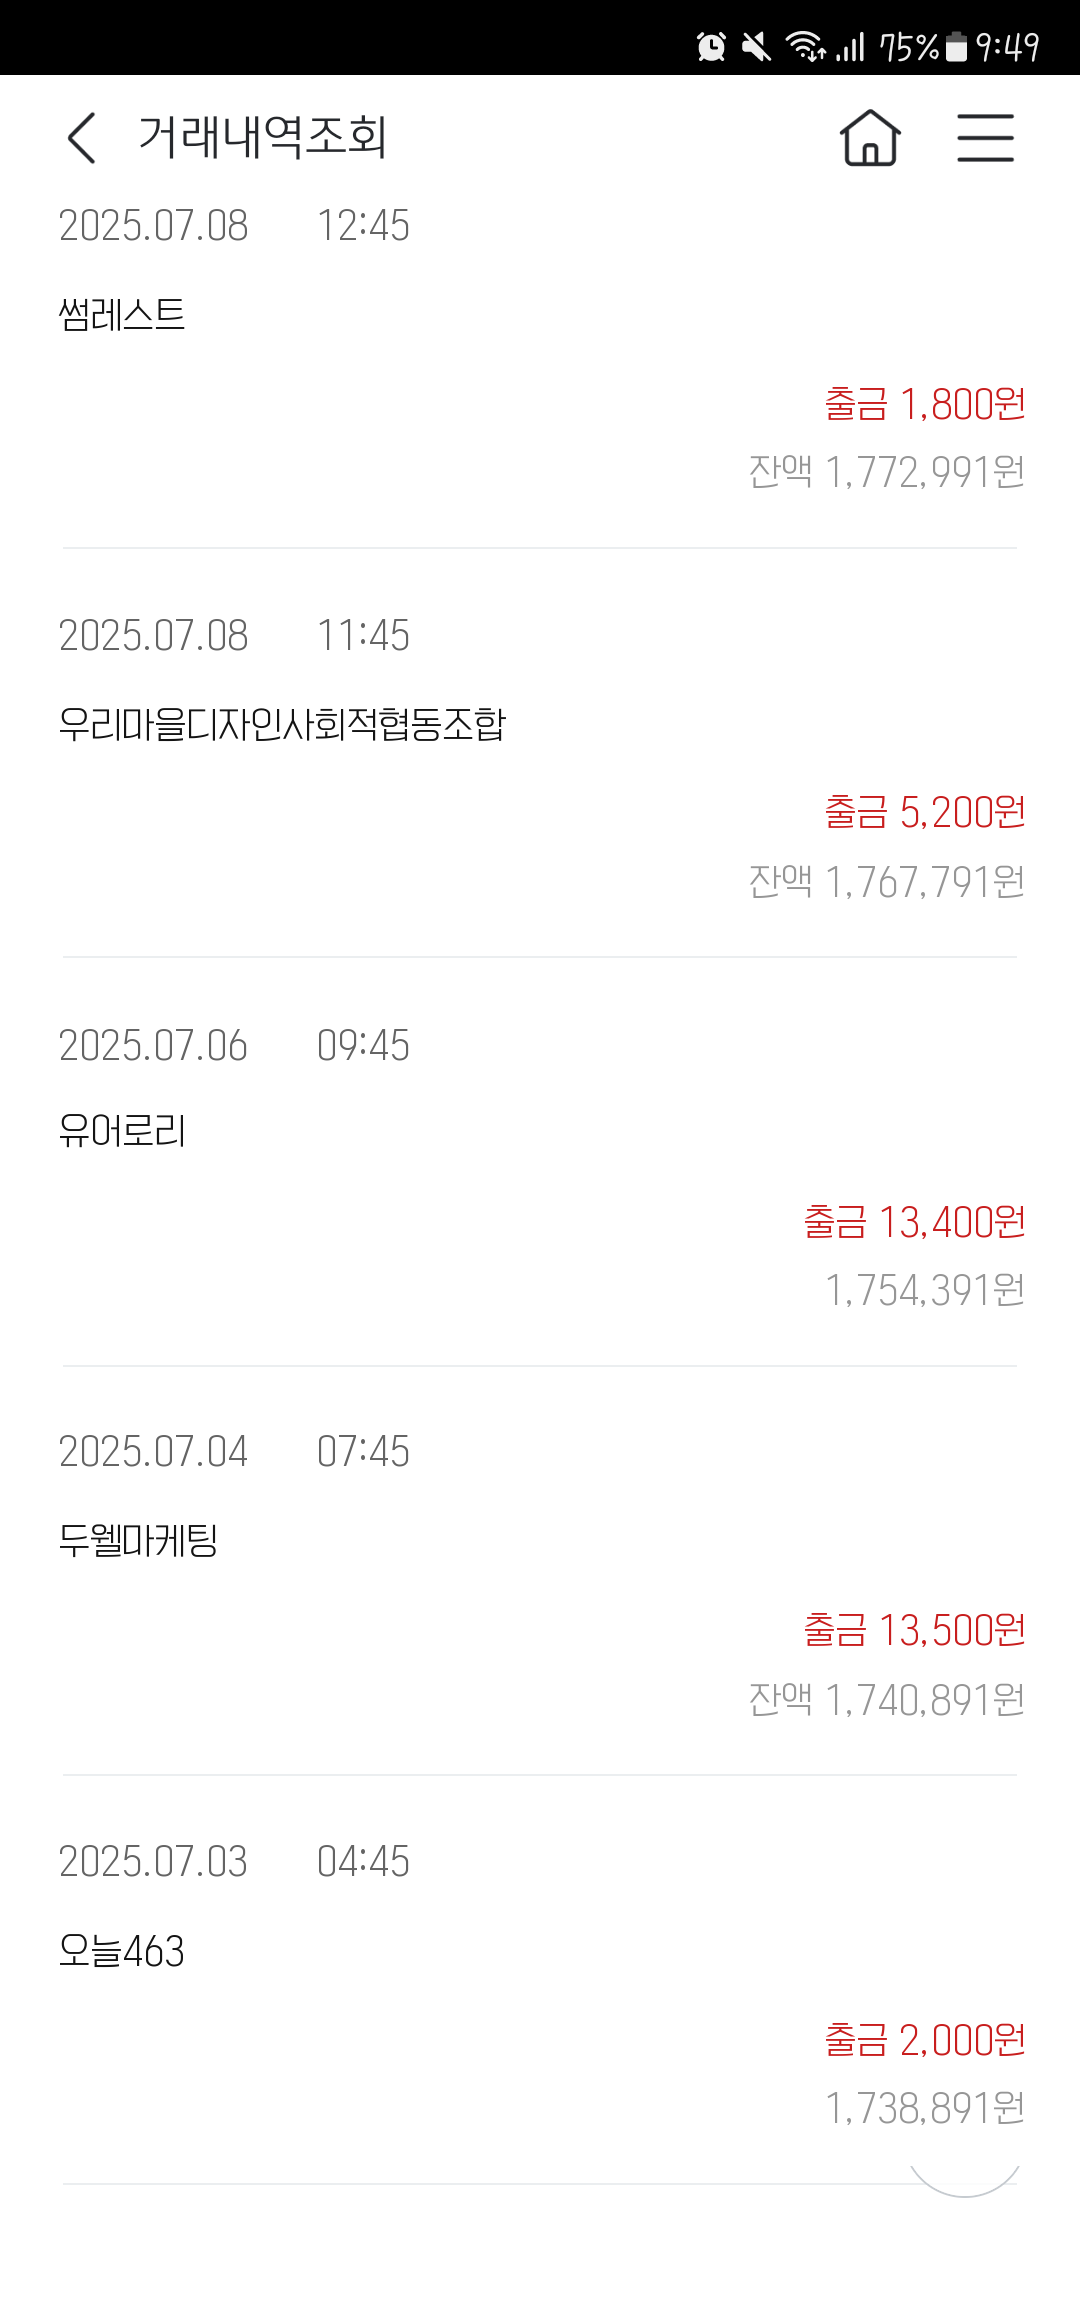 75% 9:49
거래내역조회
2025.07.08 12:45
썸레스트
출금 1,800원
잔액 1,772,991원
2025.07.08 11:45
우리마을디자인사회적협동조합
출금 5,200원
잔액 1,767,791원
2025.07.06 09:45
유어로리
출금 13,400원
1,754,391원
2025.07.04 07:45
두웰마케팅
출금 13,500원
잔액 1,740,891원
2025.07.03 04:45
오늘463
출금 2,000원
1,738,891원